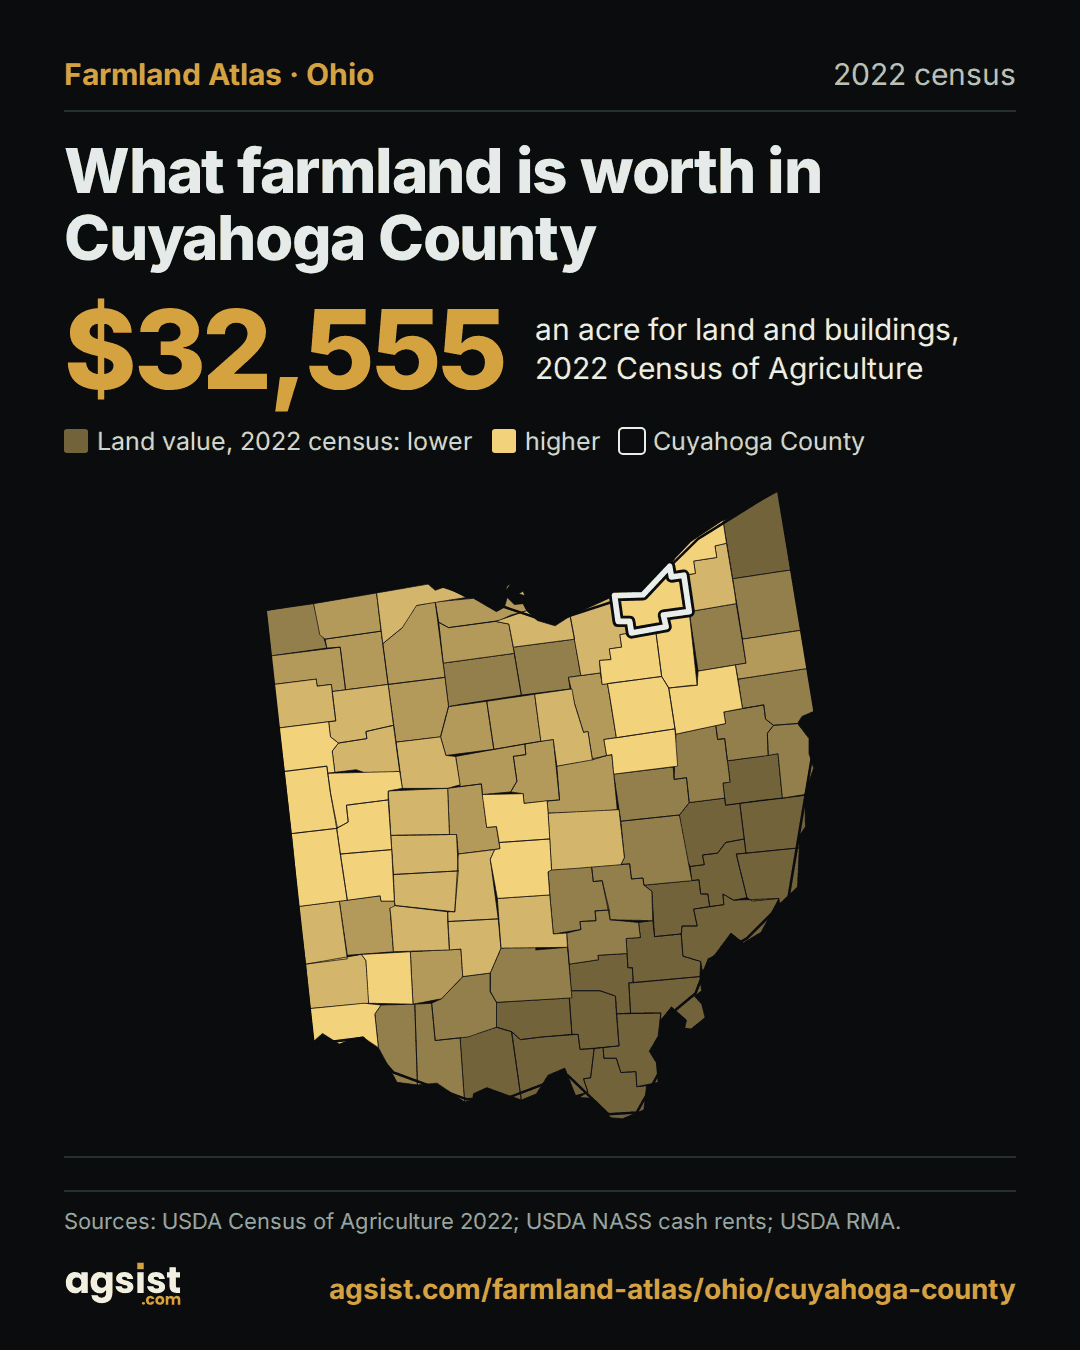 Farmland Atlas · Ohio
2022 census
What farmland is worth in
Cuyahoga County
$32,555
an acre for land and buildings,
2022 Census of Agriculture
Land value, 2022 census: lower
higher
Cuyahoga County
Sources: USDA Census of Agriculture 2022; USDA NASS cash rents; USDA RMA.
agsist
.com
agsist.com/farmland-atlas/ohio/cuyahoga-county